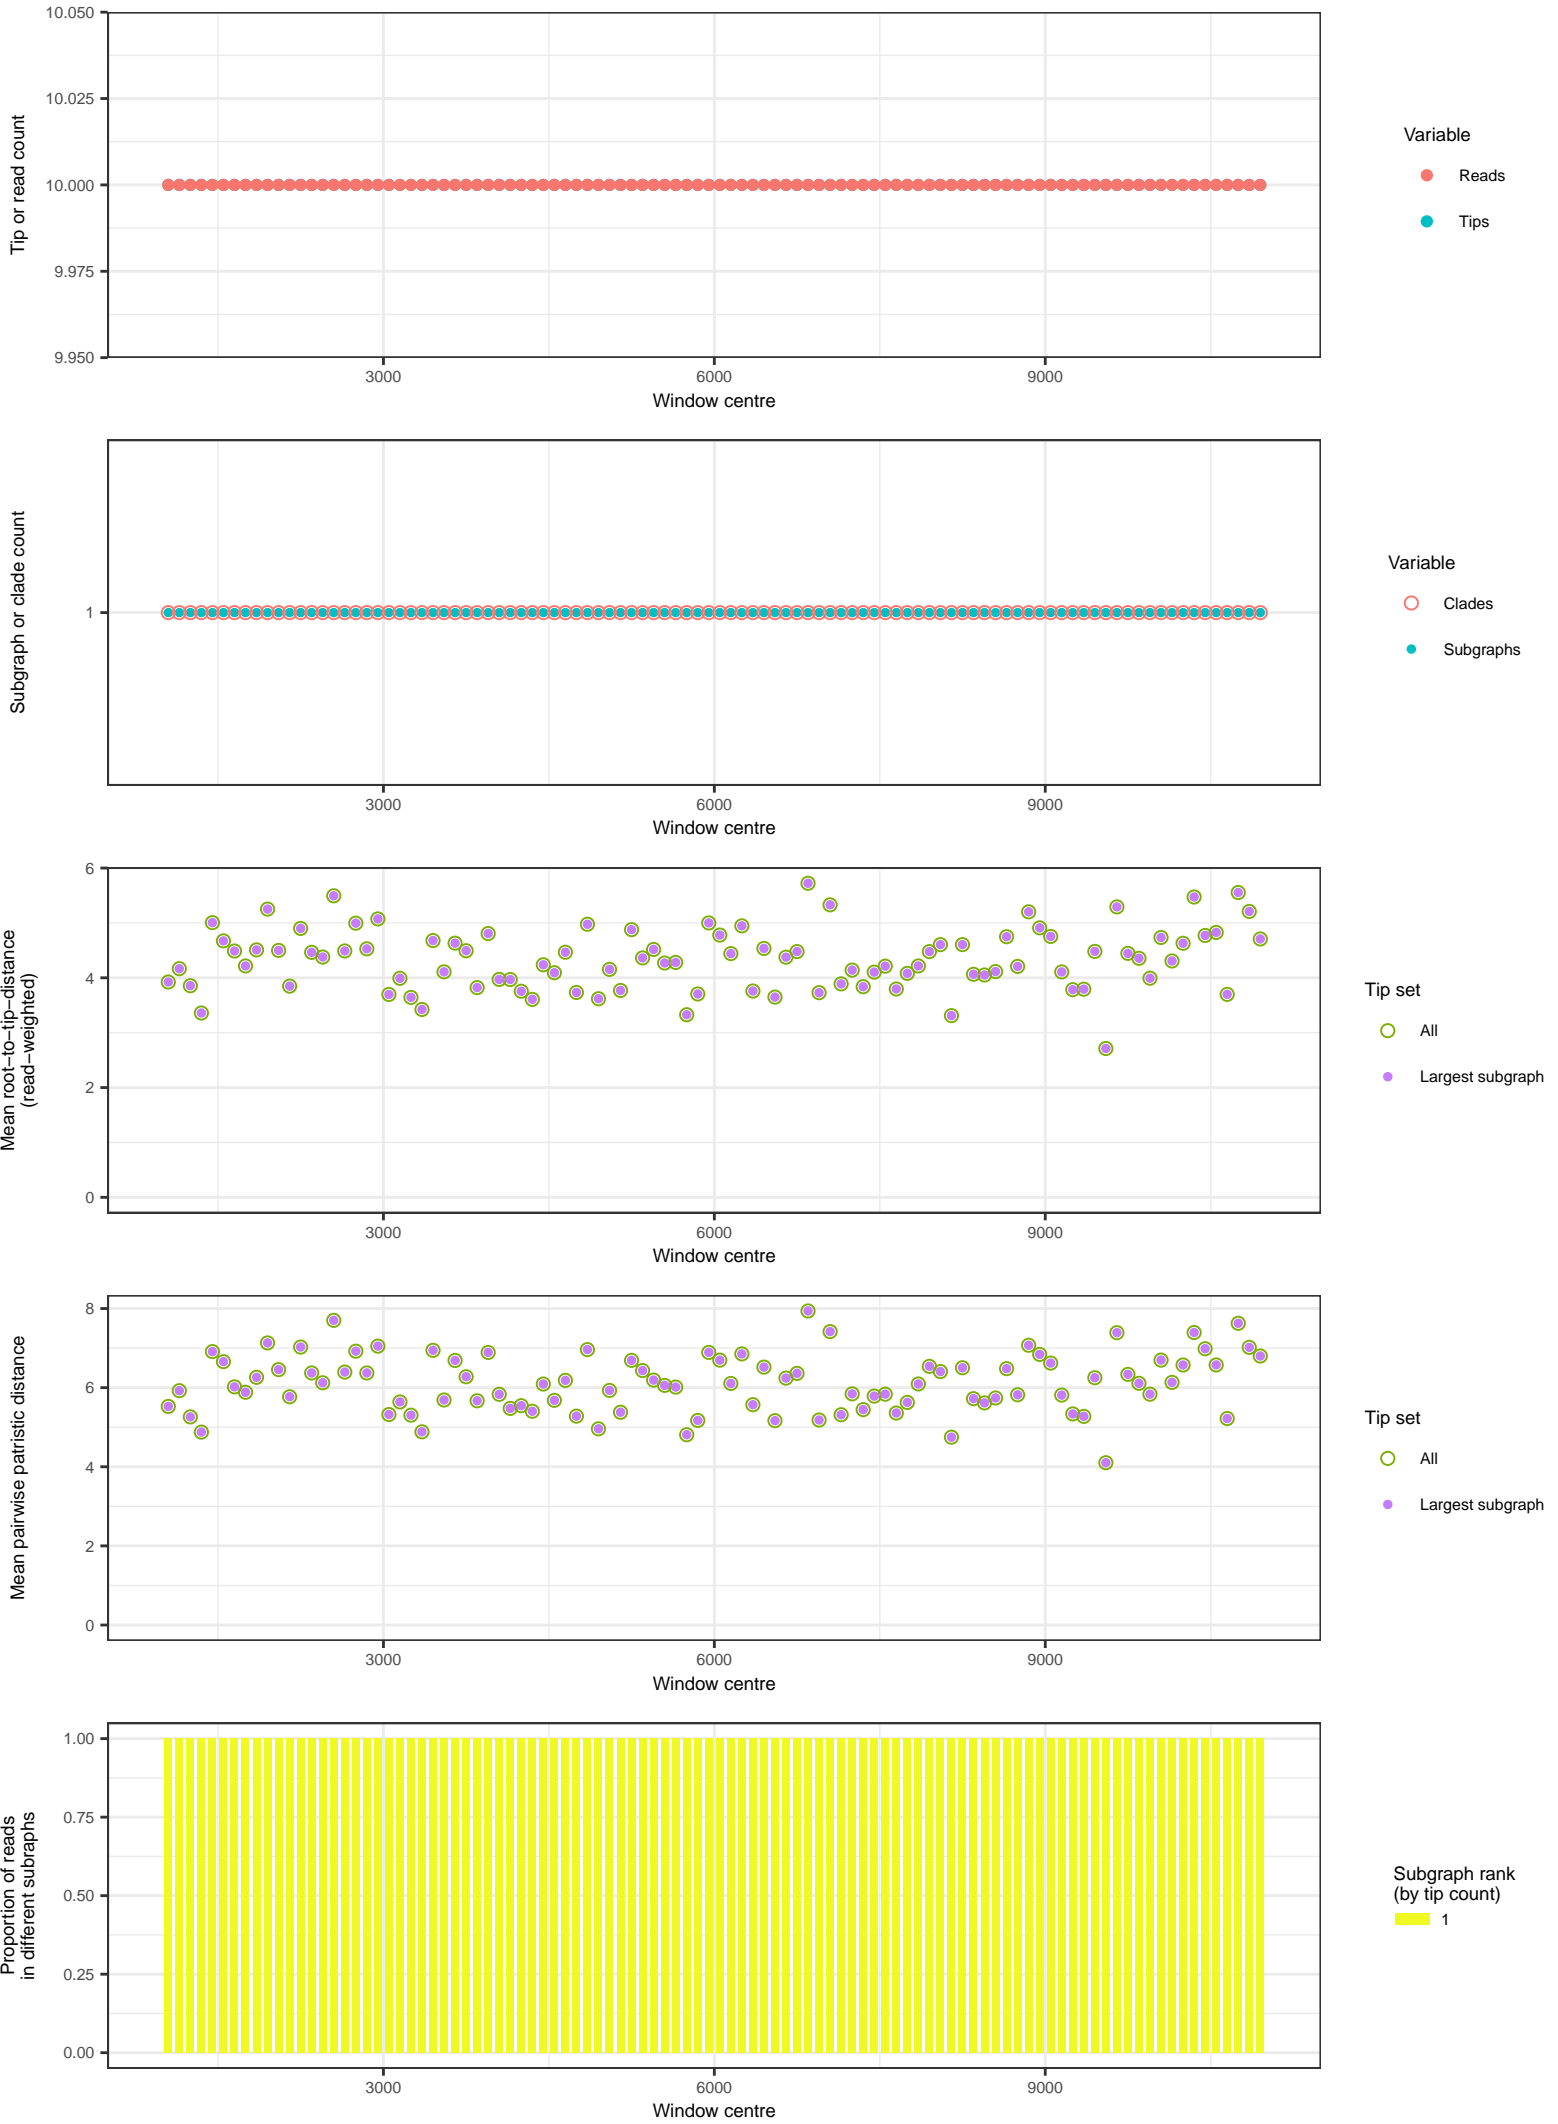 10.050
10.025
10.000
9.975
9.950
Tip or read count
3000 6000 9000
Window centre
Variable
Reads
Tips
Subgraph or clade count
1
3000 6000 9000
Window centre
Variable
Clades
Subgraphs
Mean root−to−tip−distance
(read−weighted)
6
4
2
0
3000 6000 9000
Window centre
Tip set
All
Largest subgraph
Mean pairwise patristic distance
8
6
4
2
0
3000 6000 9000
Window centre
Tip set
All
Largest subgraph
Proportion of reads
in different subraphs
1.00
0.75
0.50
0.25
0.00
3000 6000 9000
Window centre
Subgraph rank
(by tip count)
1